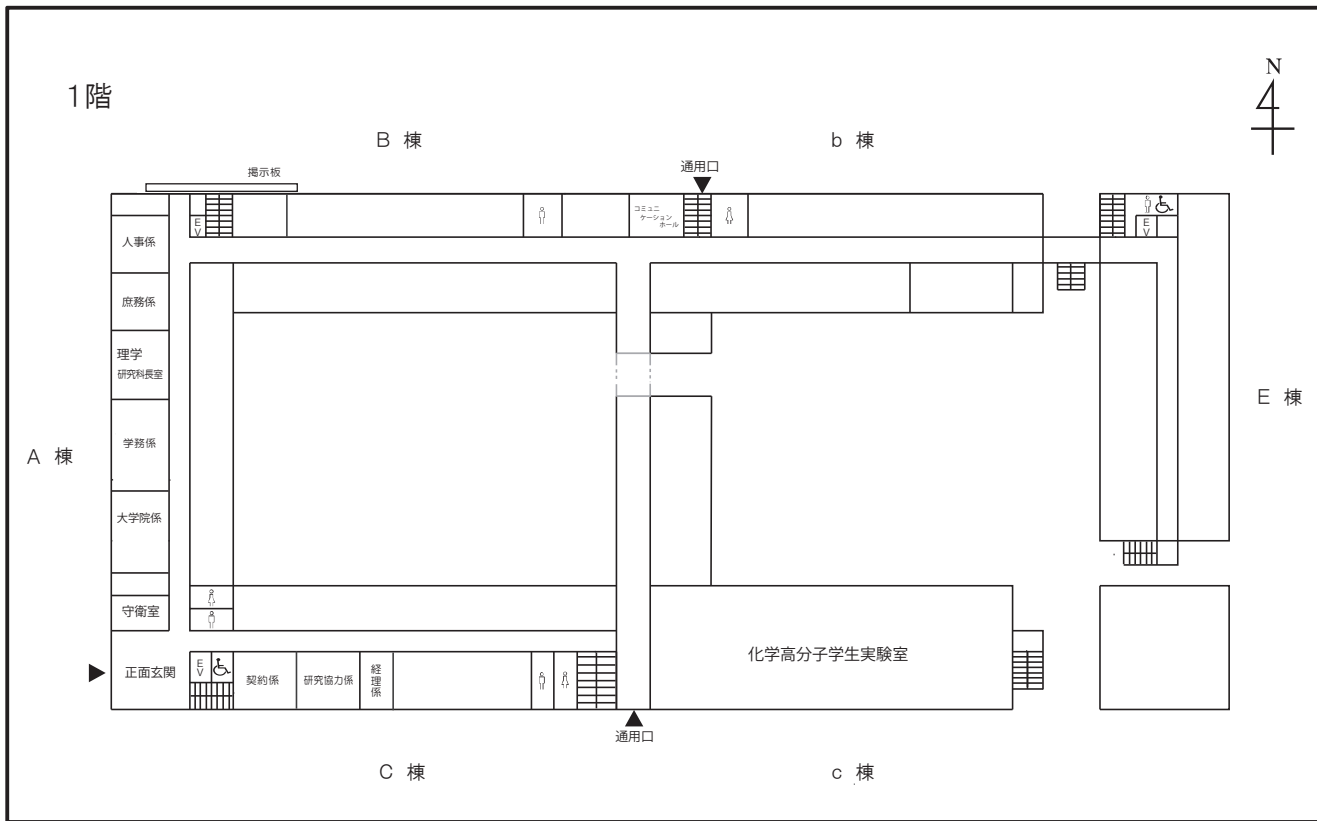 1階
N
B 棟
b 棟
掲示板
通用口
EV
コミュニ
ケーション
ホール
EV
人事係
庶務係
理学
研究科長室
学務係
大学院係
守衛室
正面玄関
A 棟
E 棟
EV
契約係
研究協力係
経理係
化学高分子学生実験室
通用口
C 棟
c 棟